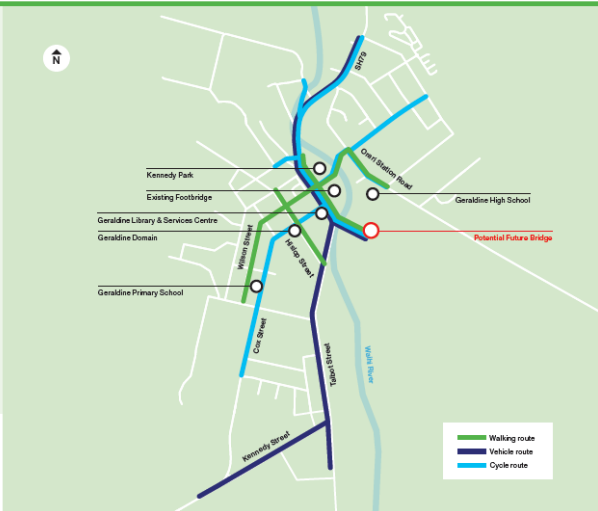 N
SH79
Orari Station Road
Kennedy Park
Existing Footbridge
Geraldine High School
Geraldine Library & Services Centre
Geraldine Domain
Potential Future Bridge
Wilson Street
Hislop Street
Geraldine Primary School
Cox Street
Talbot Street
Waihi River
Kennedy Street
Walking route
Vehicle route
Cycle route